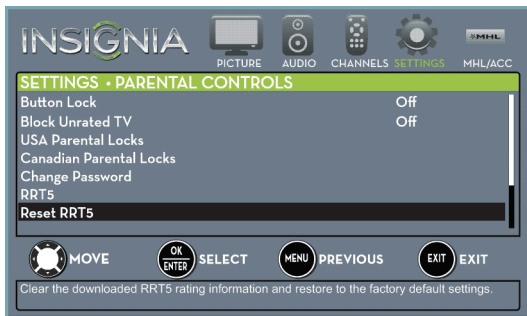 INSIGNIA
PICTURE AUDIO CHANNELS SETTINGS MHL/ACC
MHL
SETTINGS • PARENTAL CONTROLS
Button Lock Off
Block Unrated TV Off
USA Parental Locks
Canadian Parental Locks
Change Password
RRT5
Reset RRT5
MOVE OK ENTER SELECT MENU PREVIOUS EXIT EXIT
Clear the downloaded RRT5 rating information and restore to the factory default settings.